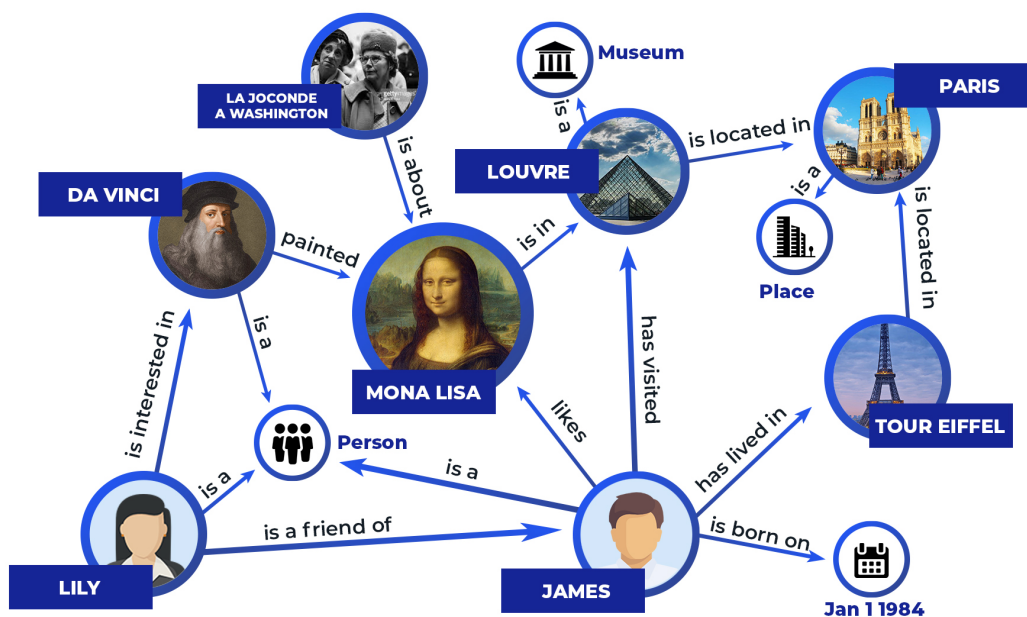 Museum
PARIS
LA JOCONDE
A WASHINGTON
gettyimages
is a
is about
is located in
LOUVRE
is a
DA VINCI
painted
is in
is located in
Place
is a
is interested in
has visited
MONA LISA
likes
TOUR EIFFEL
Person
has lived in
is a
is a
is a friend of
is born on
LILY
JAMES
Jan 1 1984